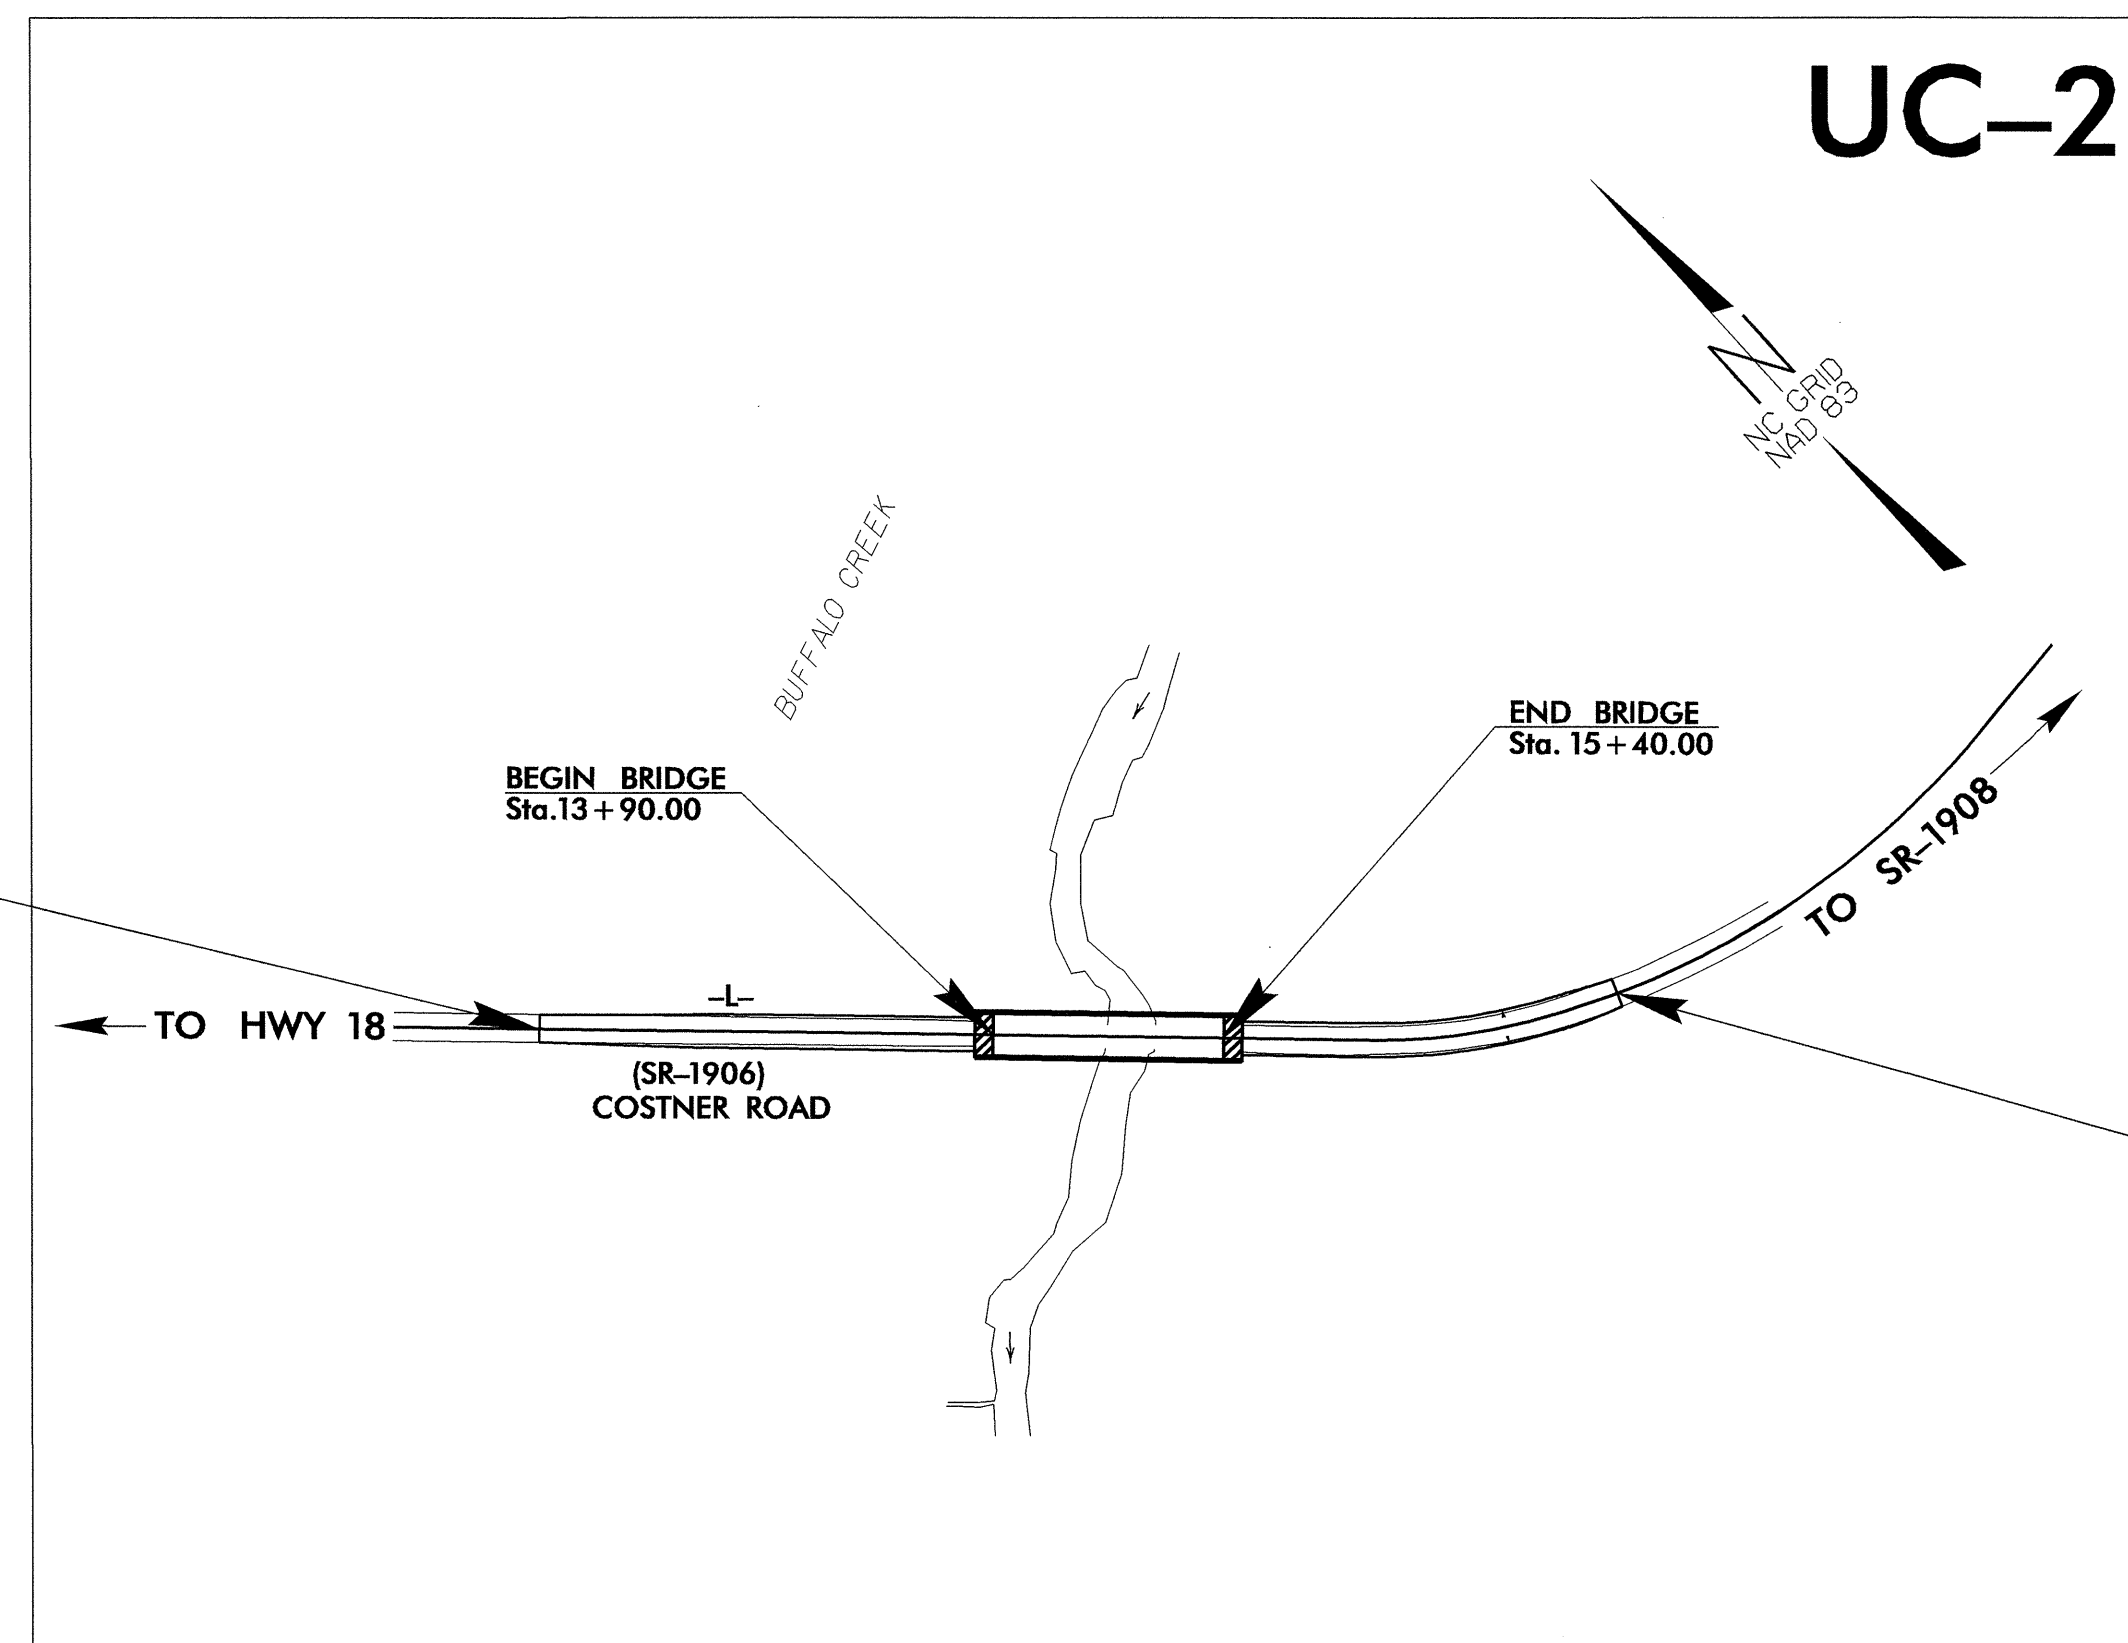 UC–2
N
NC GRID
NAD 83
BUFFALO CREEK
END BRIDGE
Sta. 15+40.00
BEGIN BRIDGE
Sta.13+90.00
TO SR–1908
–L–
TO HWY 18
(SR–1906)
COSTNER ROAD